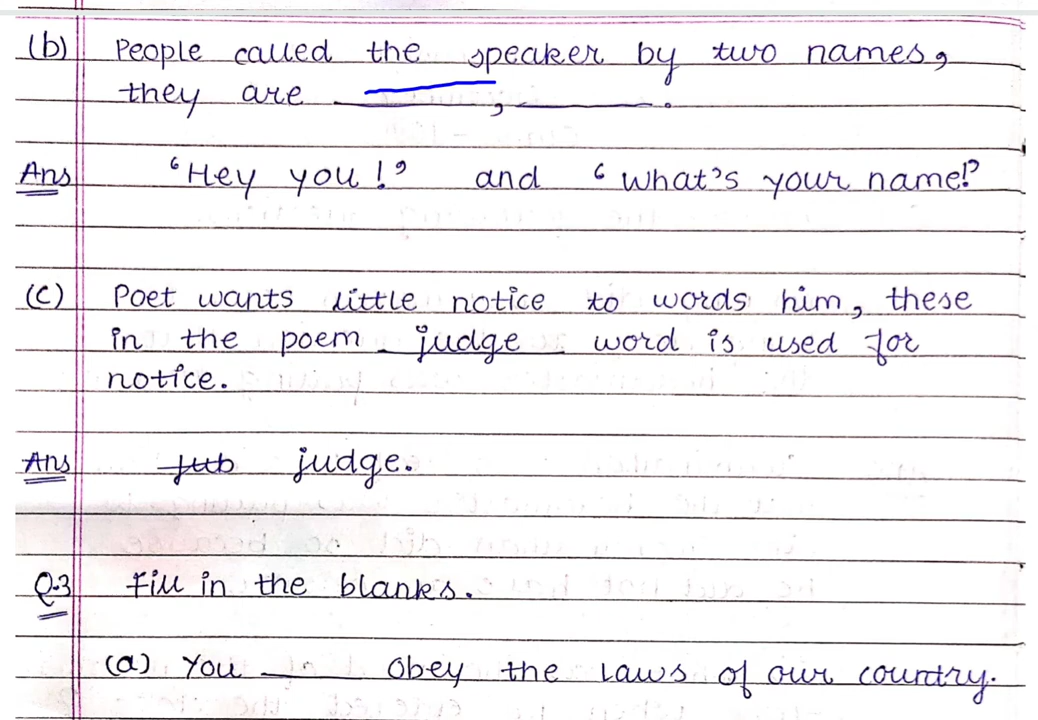 (b) People called the speaker by two names,
they are ______, ______.
Ans "Hey you!" and 'what's your name!?
(C) Poet wants little notice to words him, these
in the poem judge word is used for
notice.
Ans jub judge.
Q.3 Fill in the blanks.
(a) You ____ obey the laws of our country.